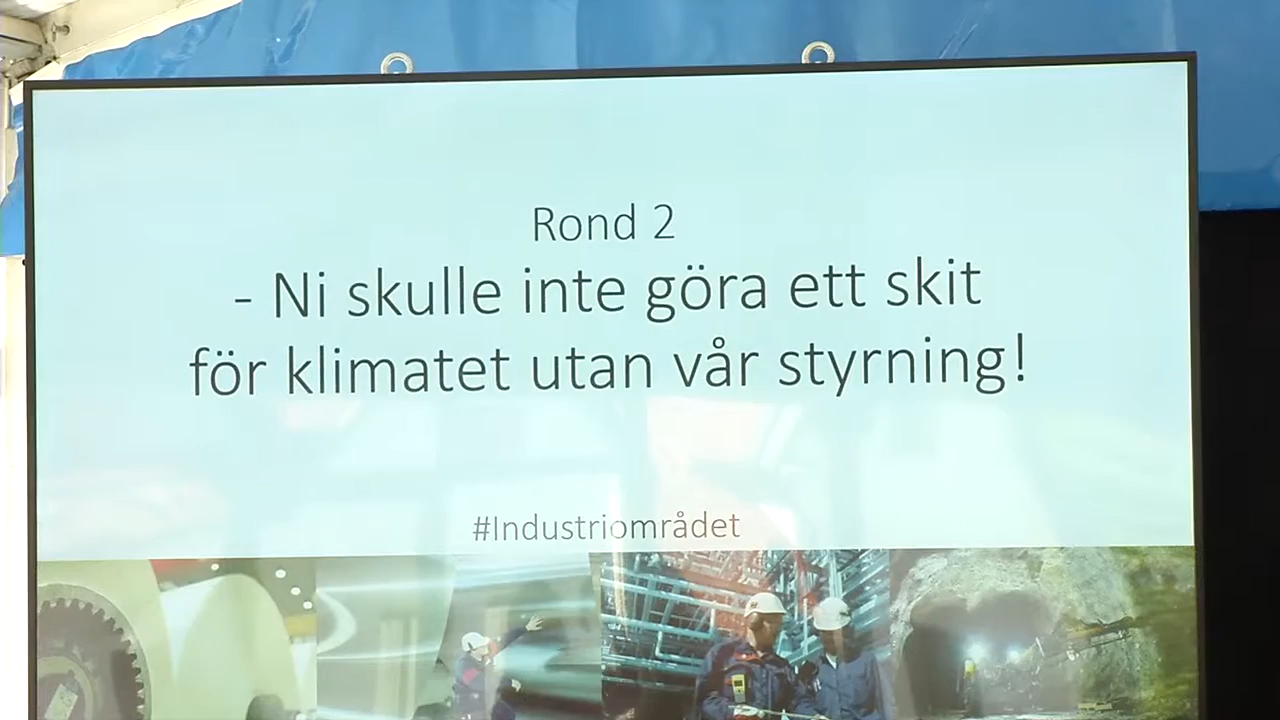 Rond 2
- Ni skulle inte göra ett skit
för klimatet utan vår styrning!
#Industriområdet